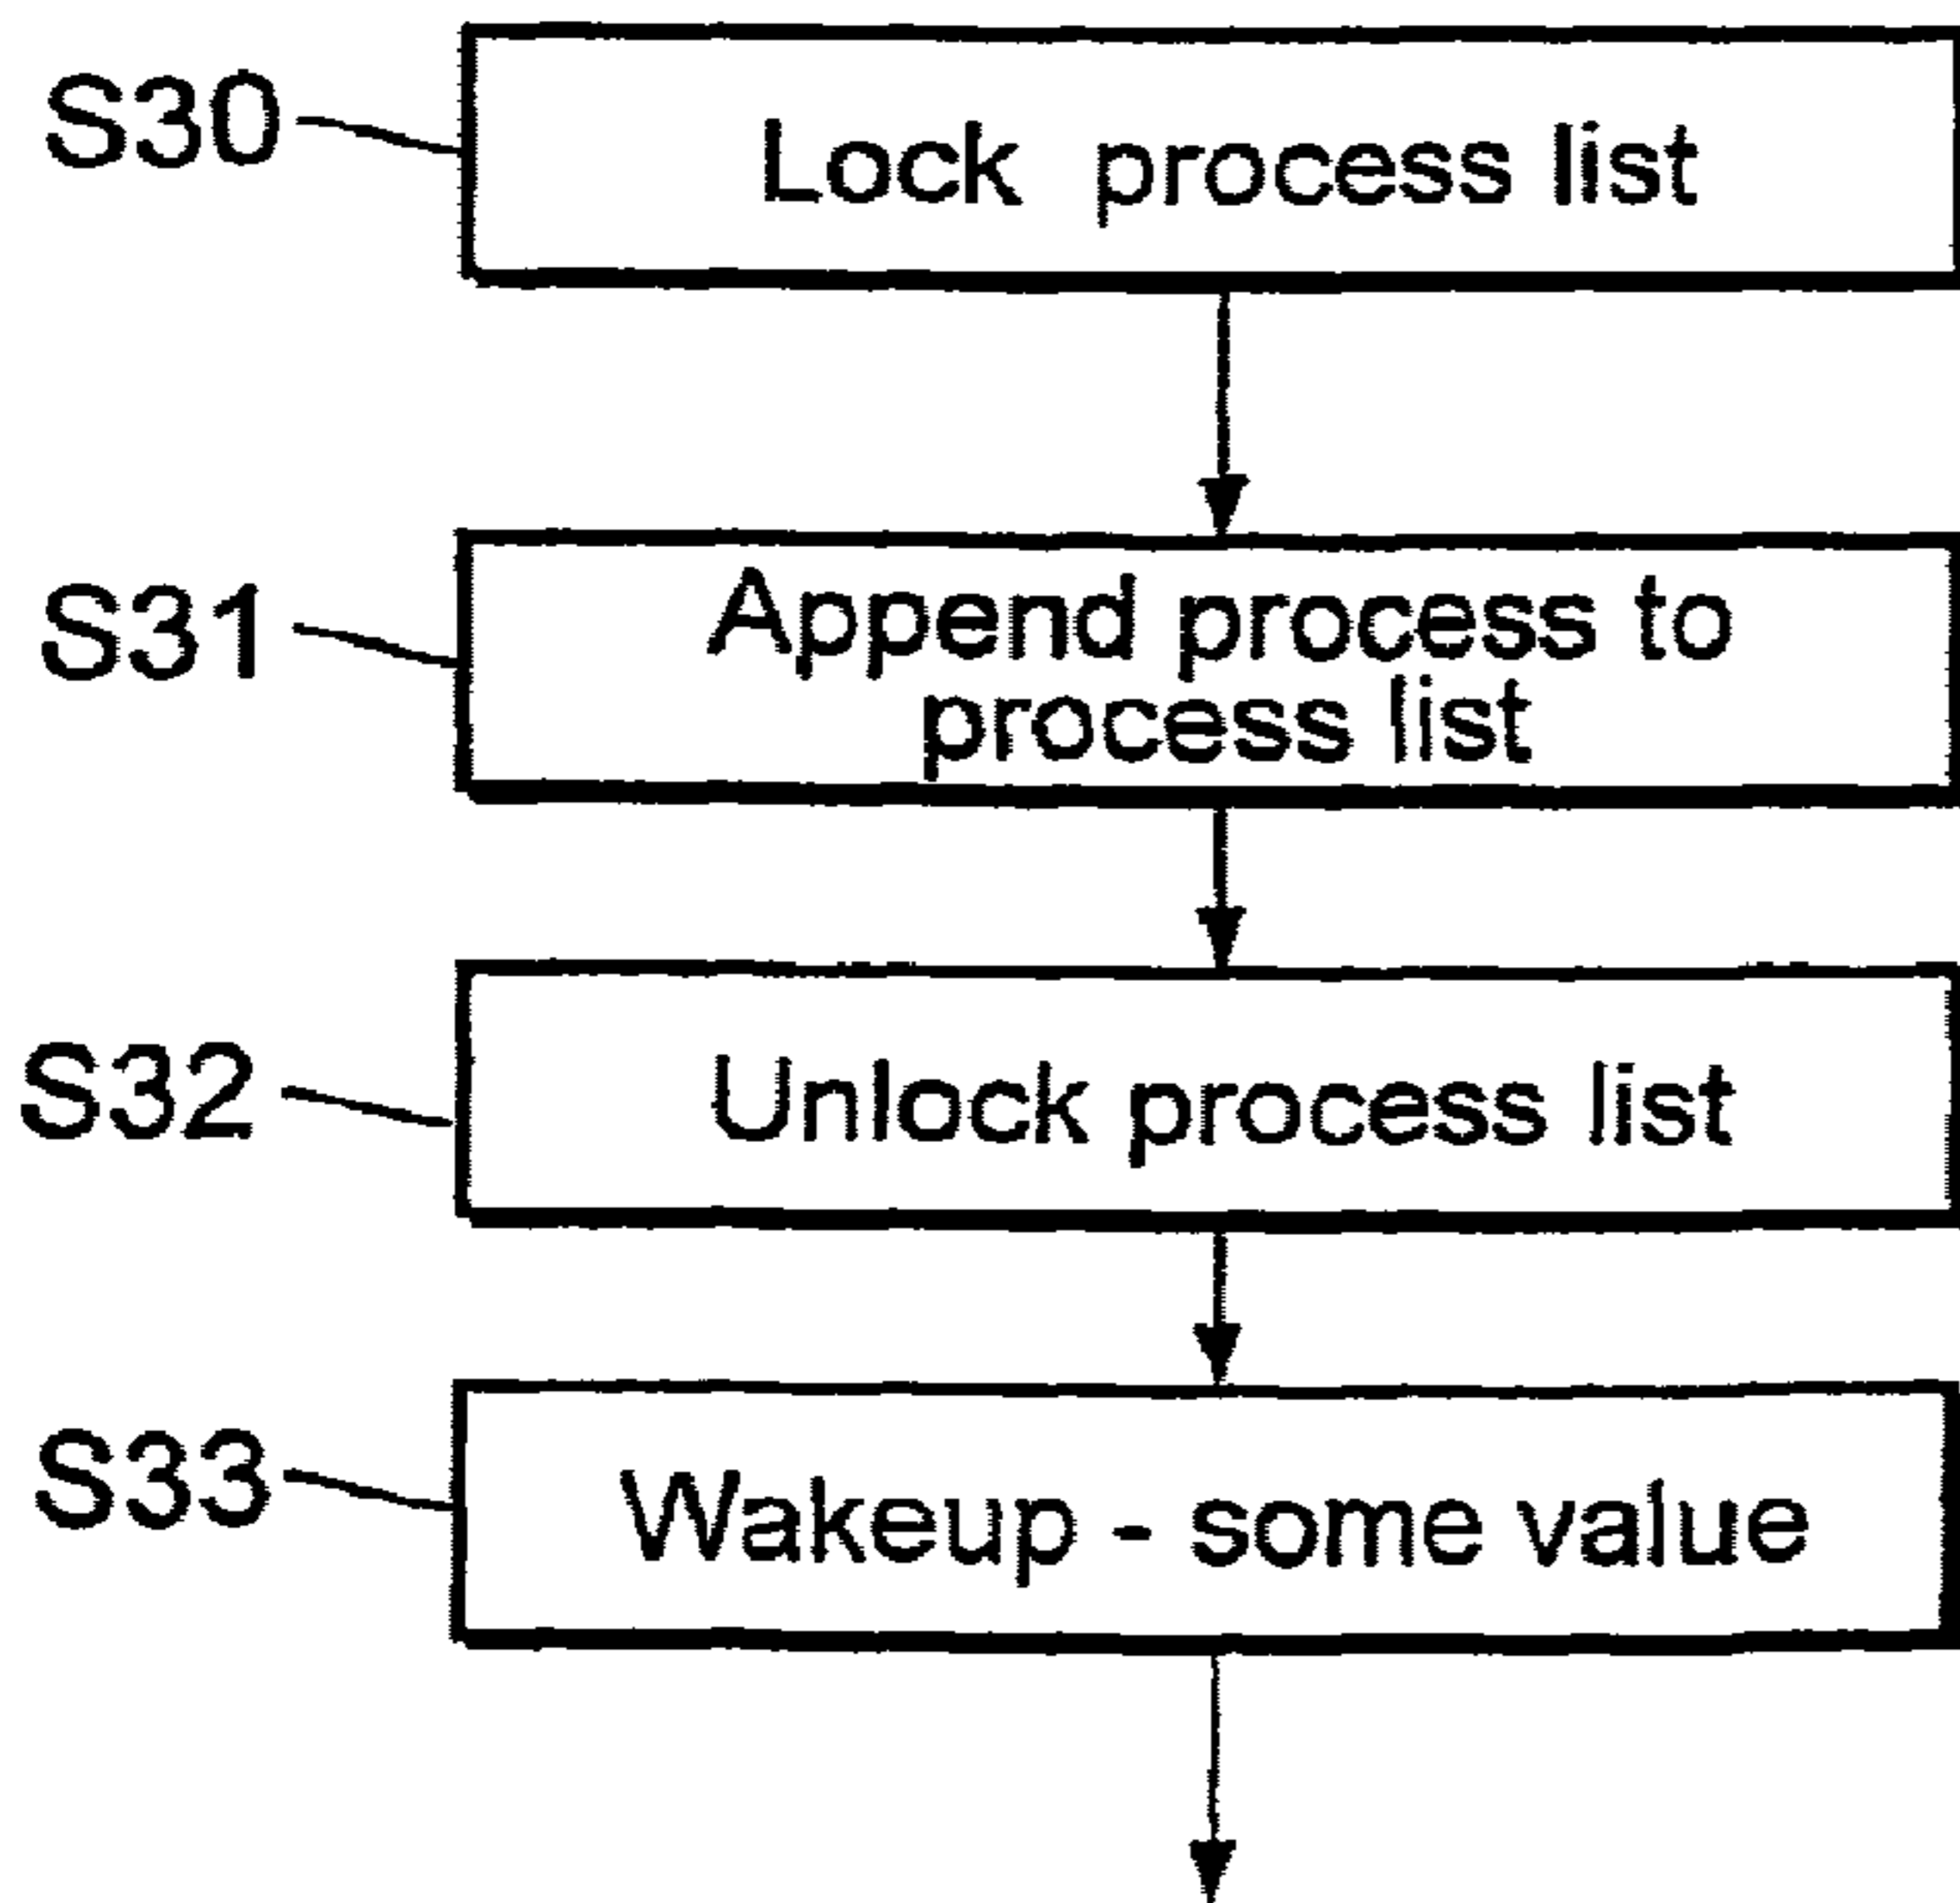 S30
Lock process list
S31
Append process to
process list
S32
Unlock process list
S33
Wakeup - some value